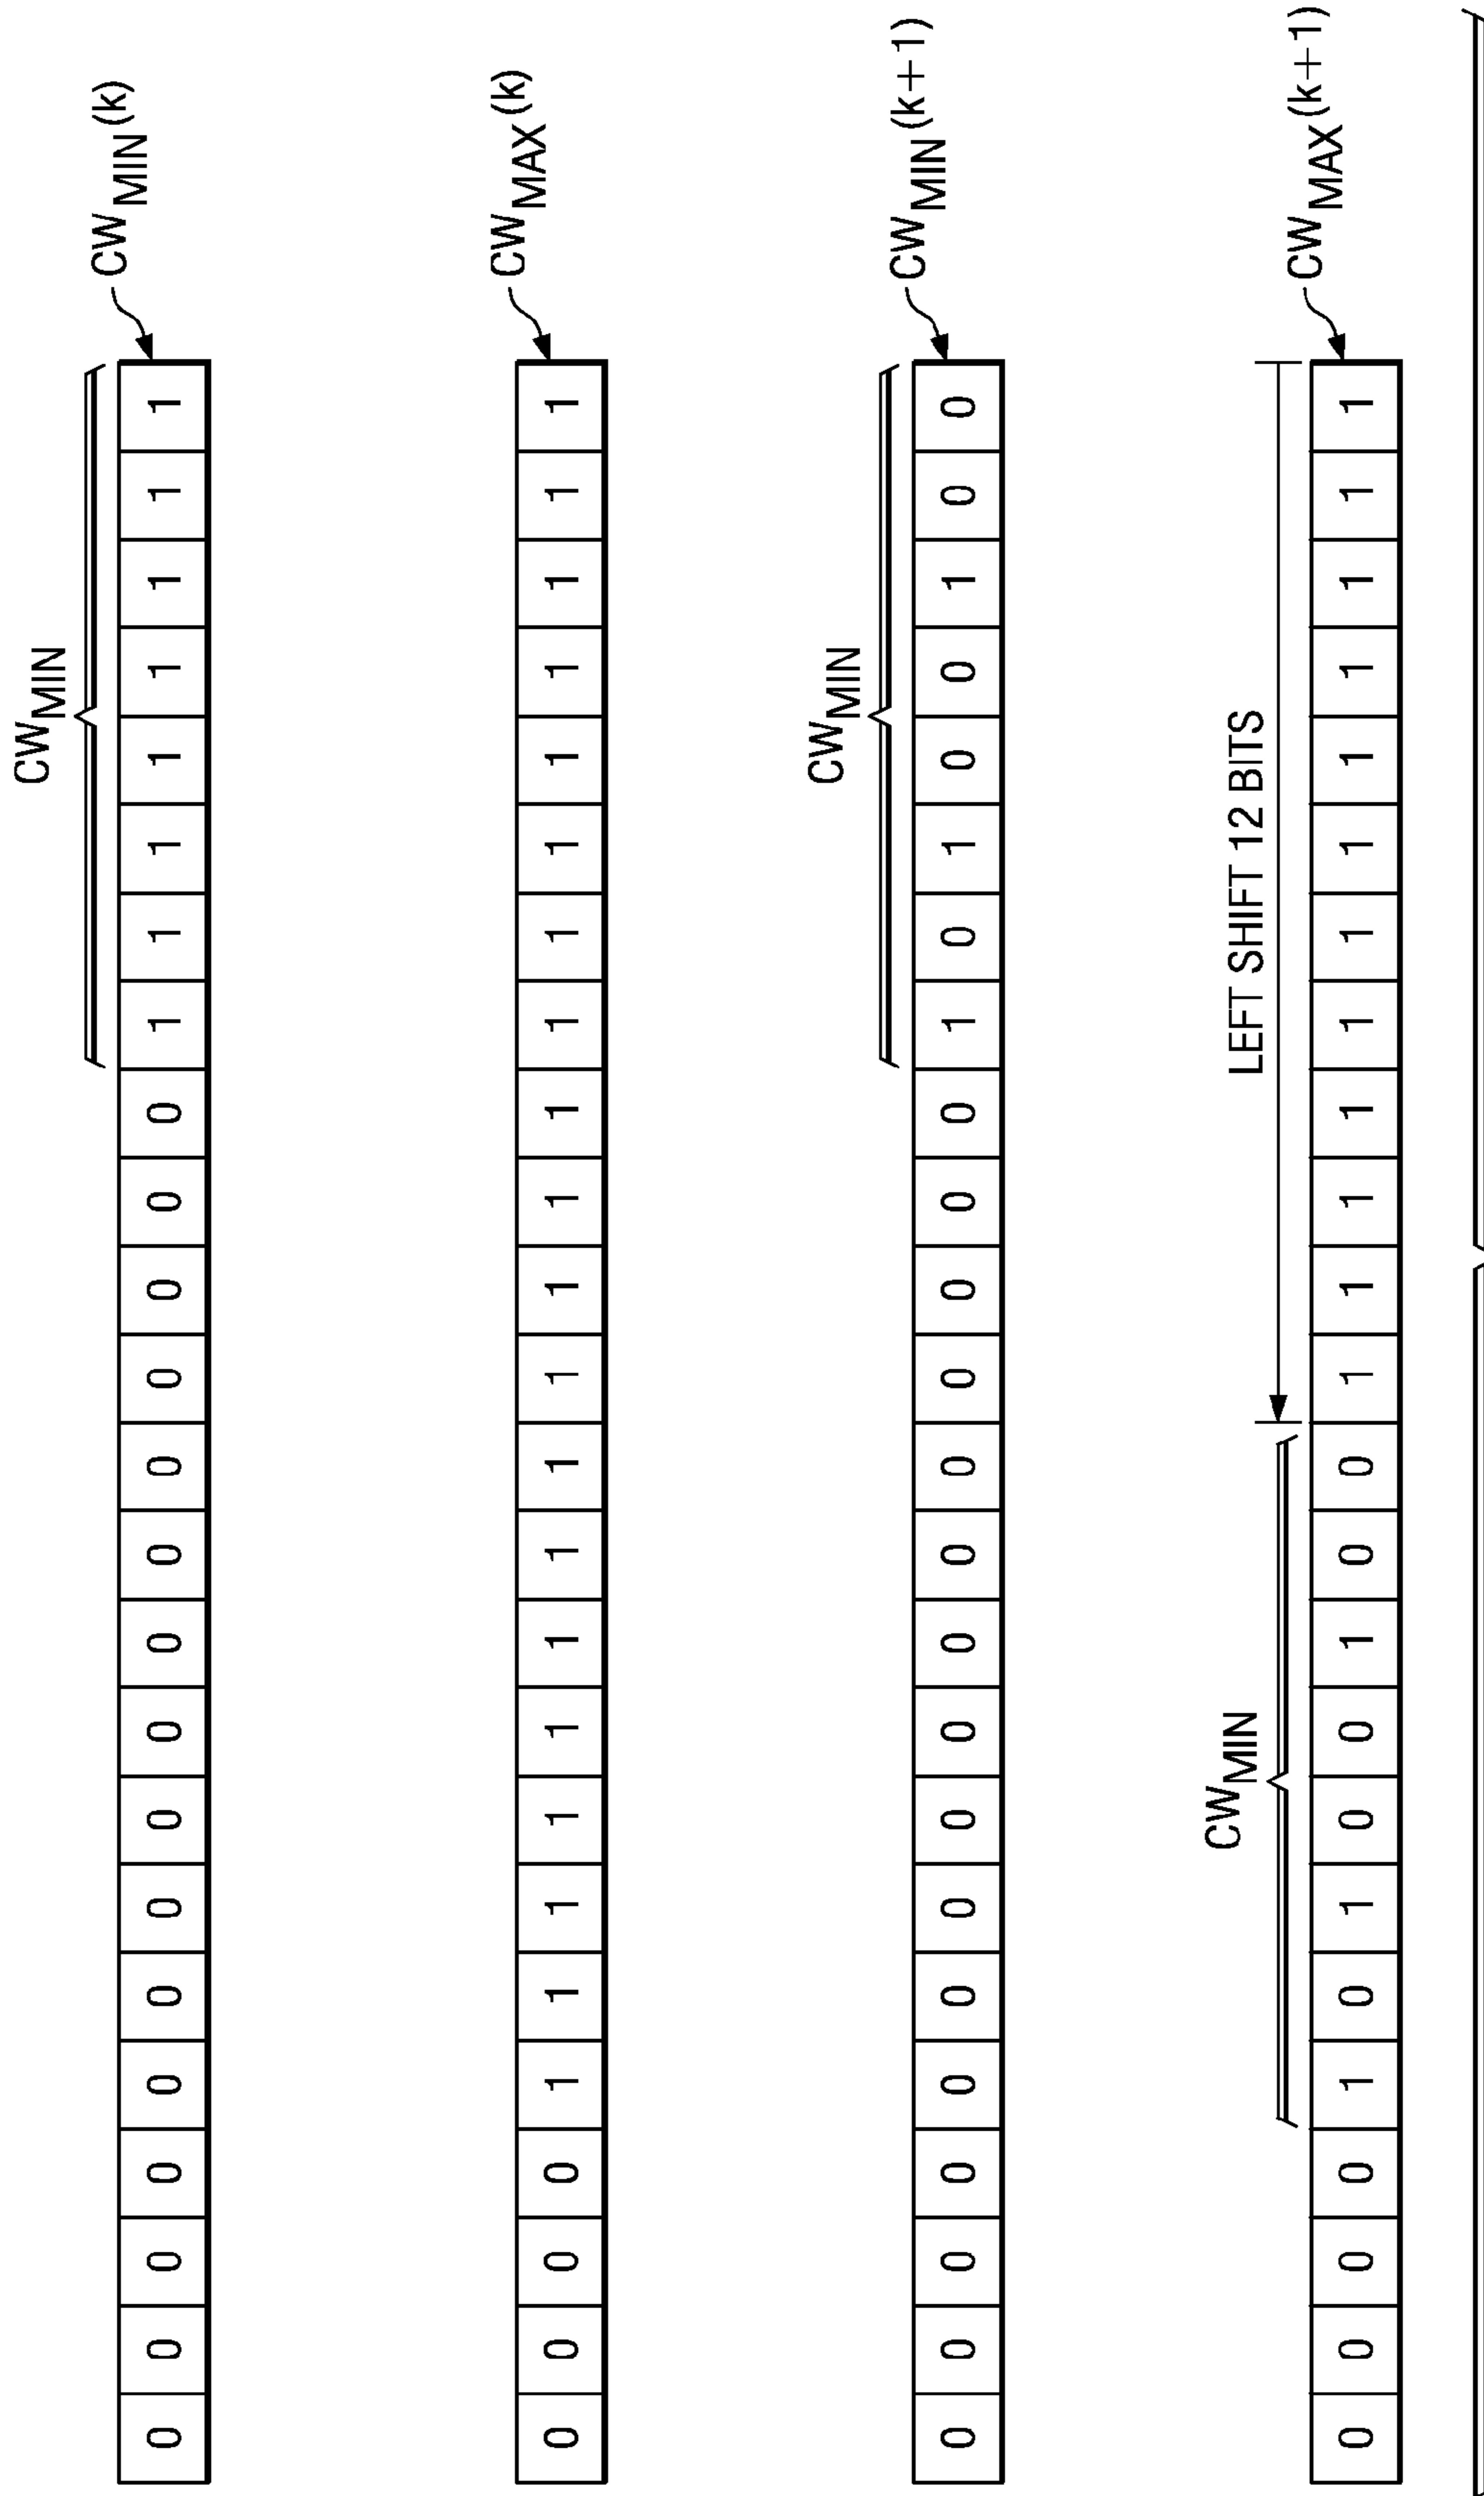 CWMIN
0 0 0 0 0 0 0 0 0 0 0 0 0 0 0 0 1 1 1 1 1 1 1 1 CWMIN(k)
0 0 0 0 1 1 1 1 1 1 1 1 1 1 1 1 1 1 1 1 1 1 1 1 CWMAX(k)
CWMIN
0 0 0 0 0 0 0 0 0 0 0 0 0 0 0 0 1 0 1 0 0 1 0 0 CWMIN(k+1)
CWMIN LEFT SHIFT 12 BITS
0 0 0 0 1 0 1 0 0 1 0 0 1 1 1 1 1 1 1 1 1 1 1 1 CWMAX(k+1)